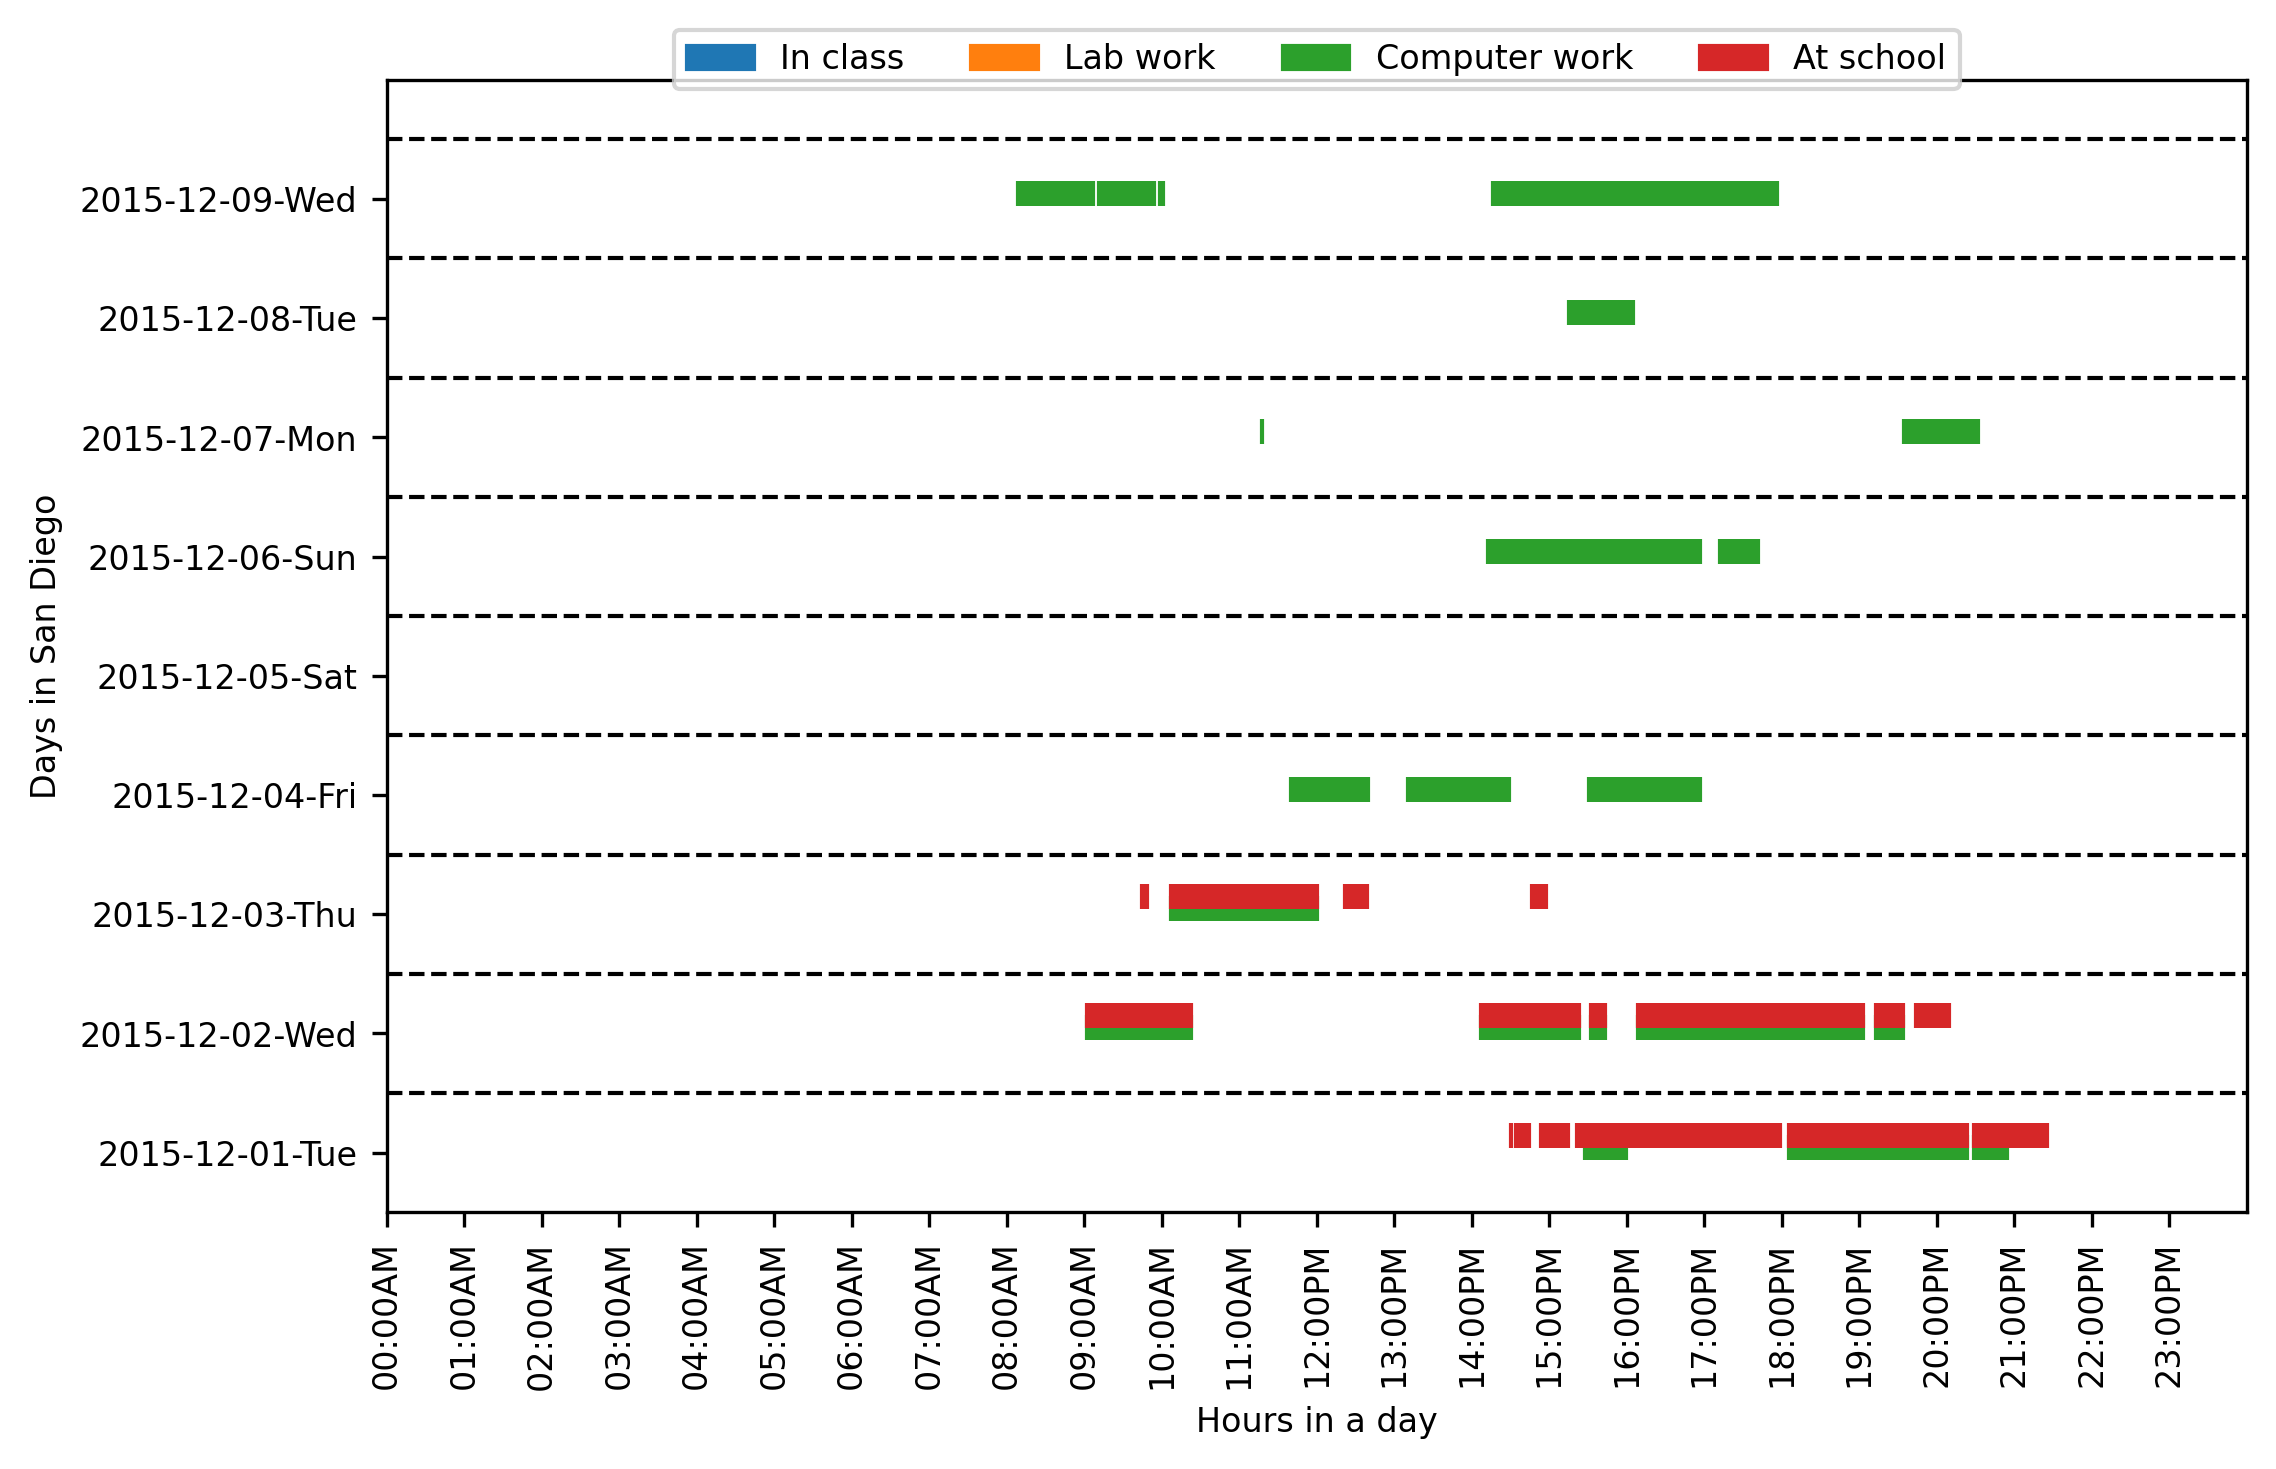 In class Lab work Computer work At school
2015-12-09-Wed
2015-12-08-Tue
2015-12-07-Mon
2015-12-06-Sun
2015-12-05-Sat
2015-12-04-Fri
2015-12-03-Thu
2015-12-02-Wed
2015-12-01-Tue
Days in San Diego
00:00AM
01:00AM
02:00AM
03:00AM
04:00AM
05:00AM
06:00AM
07:00AM
08:00AM
09:00AM
10:00AM
11:00AM
12:00PM
13:00PM
14:00PM
15:00PM
16:00PM
17:00PM
18:00PM
19:00PM
20:00PM
21:00PM
22:00PM
23:00PM
Hours in a day